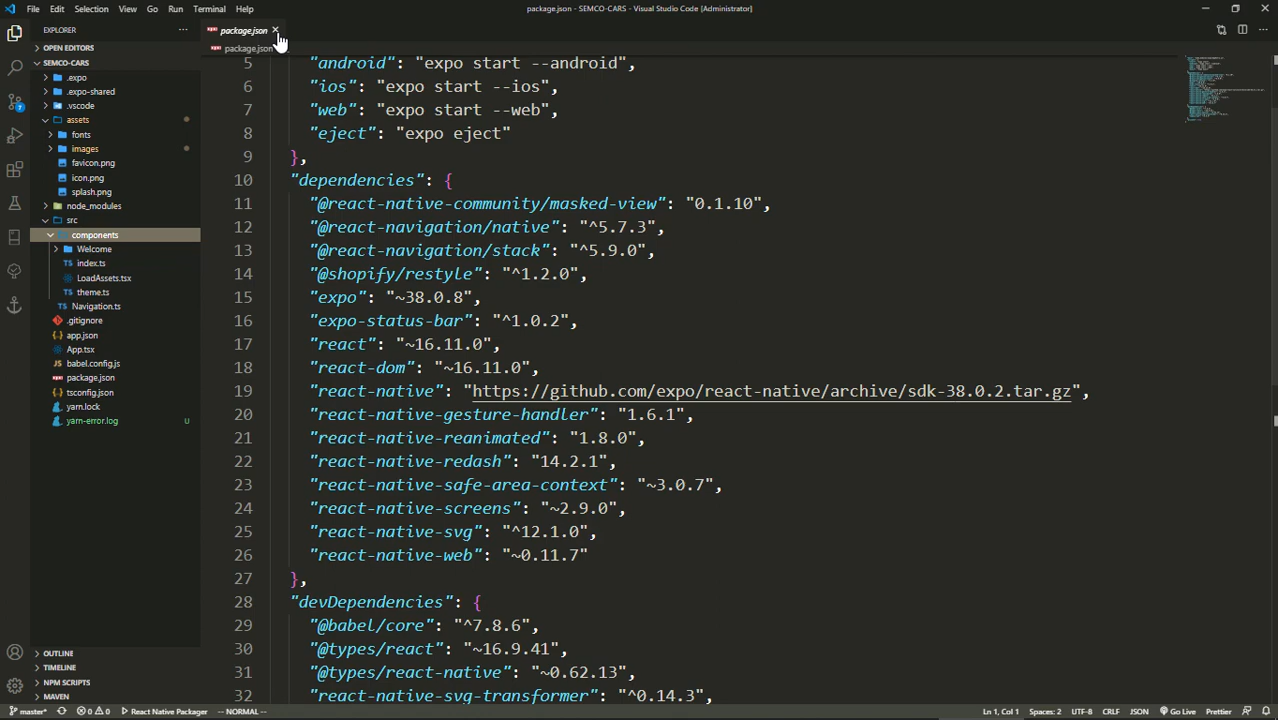 File Edit Selection View Go Run Terminal Help
package.json - SEMCO-CARS - Visual Studio Code [Administrator]
EXPLORER
OPEN EDITORS
SEMCO-CARS
.expo
.expo-shared
.vscode
assets
fonts
images
favicon.png
icon.png
splash.png
node_modules
src
components
Welcome
TS index.ts
LoadAssets.tsx
TS theme.ts
TS Navigation.ts
.gitignore
{} app.json
App.tsx
JS babel.config.js
package.json
tsconfig.json
yarn.lock
yarn-error.log U
OUTLINE
TIMELINE
NPM SCRIPTS
MAVEN
package.json
package.json
5 "android": "expo start --android",
6 "ios": "expo start --ios",
7 "web": "expo start --web",
8 "eject": "expo eject"
9 },
10 "dependencies": {
11 "@react-native-community/masked-view": "0.1.10",
12 "@react-navigation/native": "^5.7.3",
13 "@react-navigation/stack": "^5.9.0",
14 "@shopify/restyle": "^1.2.0",
15 "expo": "~38.0.8",
16 "expo-status-bar": "^1.0.2",
17 "react": "~16.11.0",
18 "react-dom": "~16.11.0",
19 "react-native": "https://github.com/expo/react-native/archive/sdk-38.0.2.tar.gz",
20 "react-native-gesture-handler": "1.6.1",
21 "react-native-reanimated": "1.8.0",
22 "react-native-redash": "14.2.1",
23 "react-native-safe-area-context": "~3.0.7",
24 "react-native-screens": "~2.9.0",
25 "react-native-svg": "^12.1.0",
26 "react-native-web": "~0.11.7"
27 },
28 "devDependencies": {
29 "@babel/core": "^7.8.6",
30 "@types/react": "~16.9.41",
31 "@types/react-native": "~0.62.13",
32 "react-native-svg-transformer": "^0.14.3",
master* 0 0 React Native Packager -- NORMAL -- Ln 1, Col 1 Spaces: 2 UTF-8 CRLF JSON Go Live Prettier